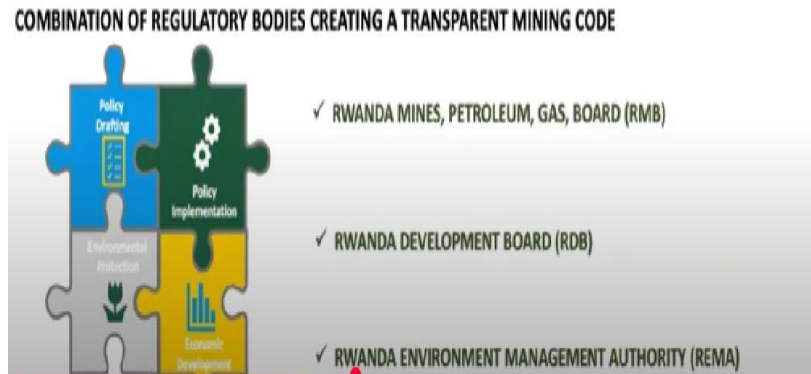 COMBINATION OF REGULATORY BODIES CREATING A TRANSPARENT MINING CODE
Policy
Drafting
Policy
Implementation
Environmental
Protection
Economic
Development
✓ RWANDA MINES, PETROLEUM, GAS, BOARD (RMB)
✓ RWANDA DEVELOPMENT BOARD (RDB)
✓ RWANDA ENVIRONMENT MANAGEMENT AUTHORITY (REMA)